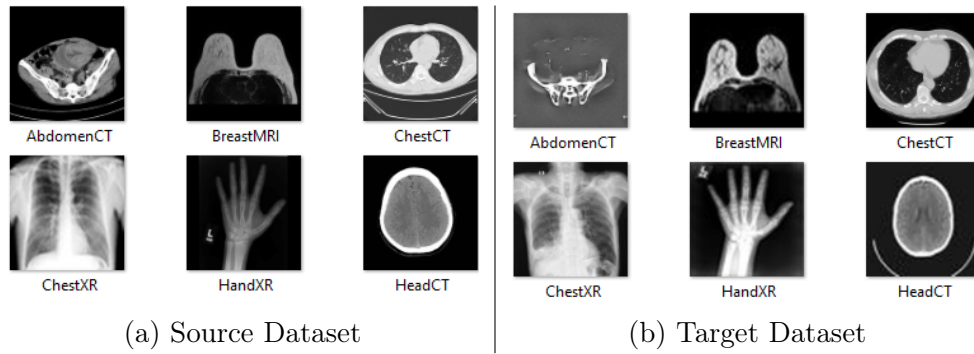 AbdomenCT BreastMRI ChestCT
ChestXR HandXR HeadCT
(a) Source Dataset
AbdomenCT BreastMRI ChestCT
ChestXR HandXR HeadCT
(b) Target Dataset